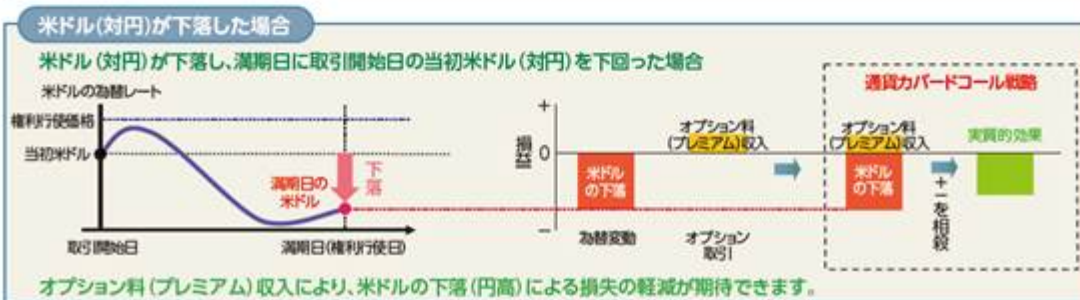 米ドル(対円)が下落した場合
米ドル(対円)が下落し、満期日に取引開始日の当初米ドル(対円)を下回った場合
米ドルの為替レート
権利行使価格
当初米ドル
満期日の
米ドル
下落
取引開始日
満期日(権利行使日)
損益
+
0
−
米ドル
の下落
為替変動
オプション料
(プレミアム)収入
オプション
取引
通貨カバードコール戦略
オプション料
(プレミアム)収入
米ドル
の下落
+−を相殺
実質的効果
オプション料(プレミアム)収入により、米ドルの下落(円高)による損失の軽減が期待できます。